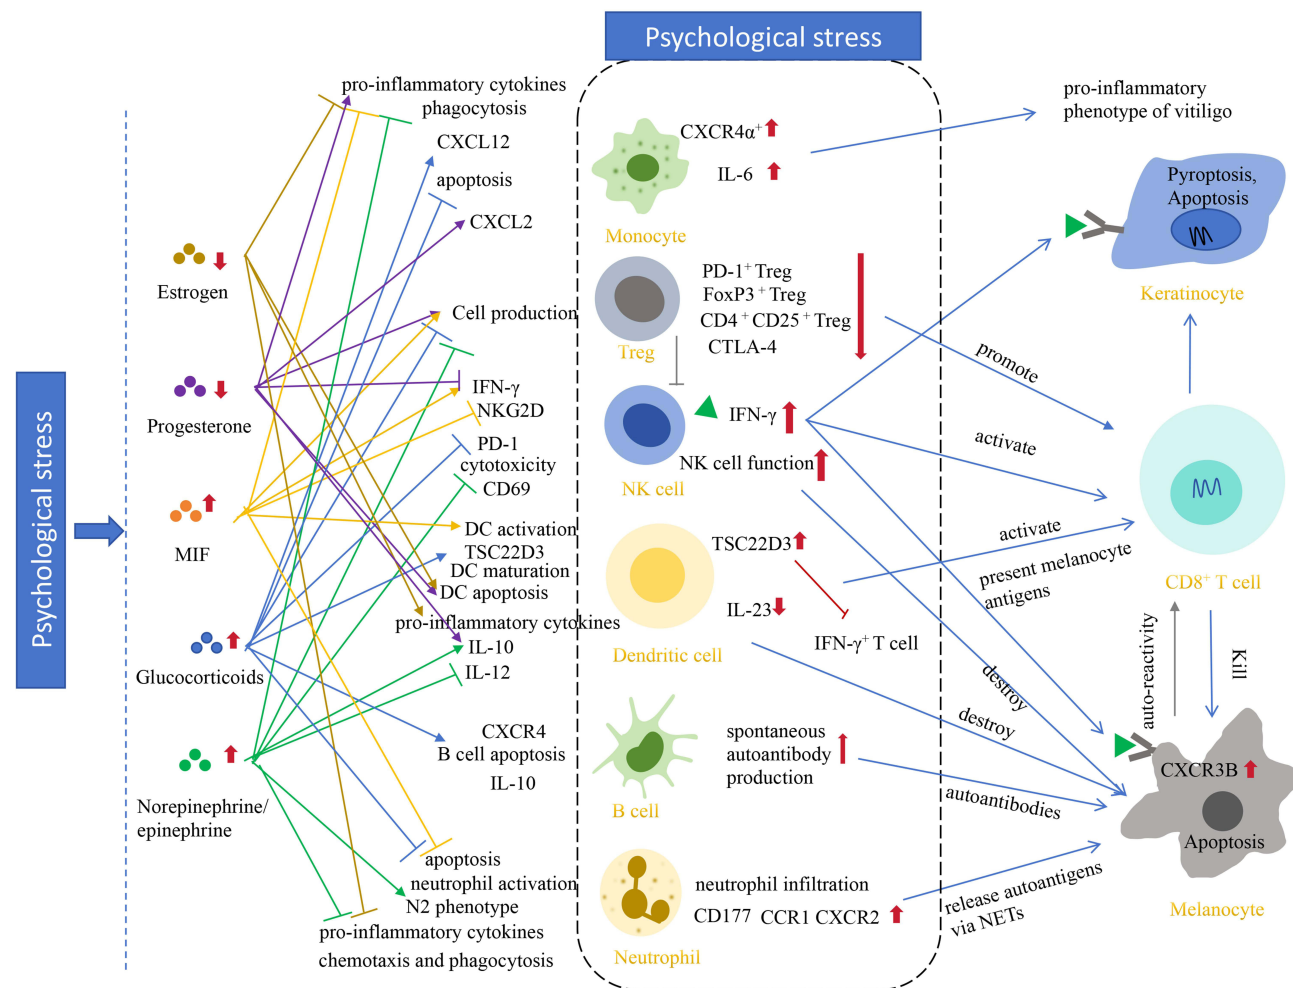 Psychological stress
Psychological stress
Estrogen
Progesterone
MIF
Glucocorticoids
Norepinephrine/
epinephrine
pro-inflammatory cytokines
phagocytosis
CXCL12
apoptosis
CXCL2
Cell production
IFN-γ
NKG2D
PD-1
cytotoxicity
CD69
DC activation
TSC22D3
DC maturation
DC apoptosis
pro-inflammatory cytokines
IL-10
IL-12
CXCR4
B cell apoptosis
IL-10
apoptosis
neutrophil activation
N2 phenotype
pro-inflammatory cytokines
chemotaxis and phagocytosis
CXCR4α⁺
IL-6
Monocyte
PD-1⁺ Treg
FoxP3⁺ Treg
CD4⁺ CD25⁺ Treg
CTLA-4
Treg
IFN-γ
NK cell function
NK cell
TSC22D3
IL-23
IFN-γ⁺ T cell
Dendritic cell
spontaneous
autoantibody
production
B cell
neutrophil infiltration
CD177 CCR1 CXCR2
Neutrophil
promote
activate
activate
present melanocyte
antigens
destroy
destroy
autoantibodies
release autoantigens
via NETs
pro-inflammatory
phenotype of vitiligo
Pyroptosis,
Apoptosis
Keratinocyte
CD8⁺ T cell
auto-reactivity
Kill
CXCR3B
Apoptosis
Melanocyte